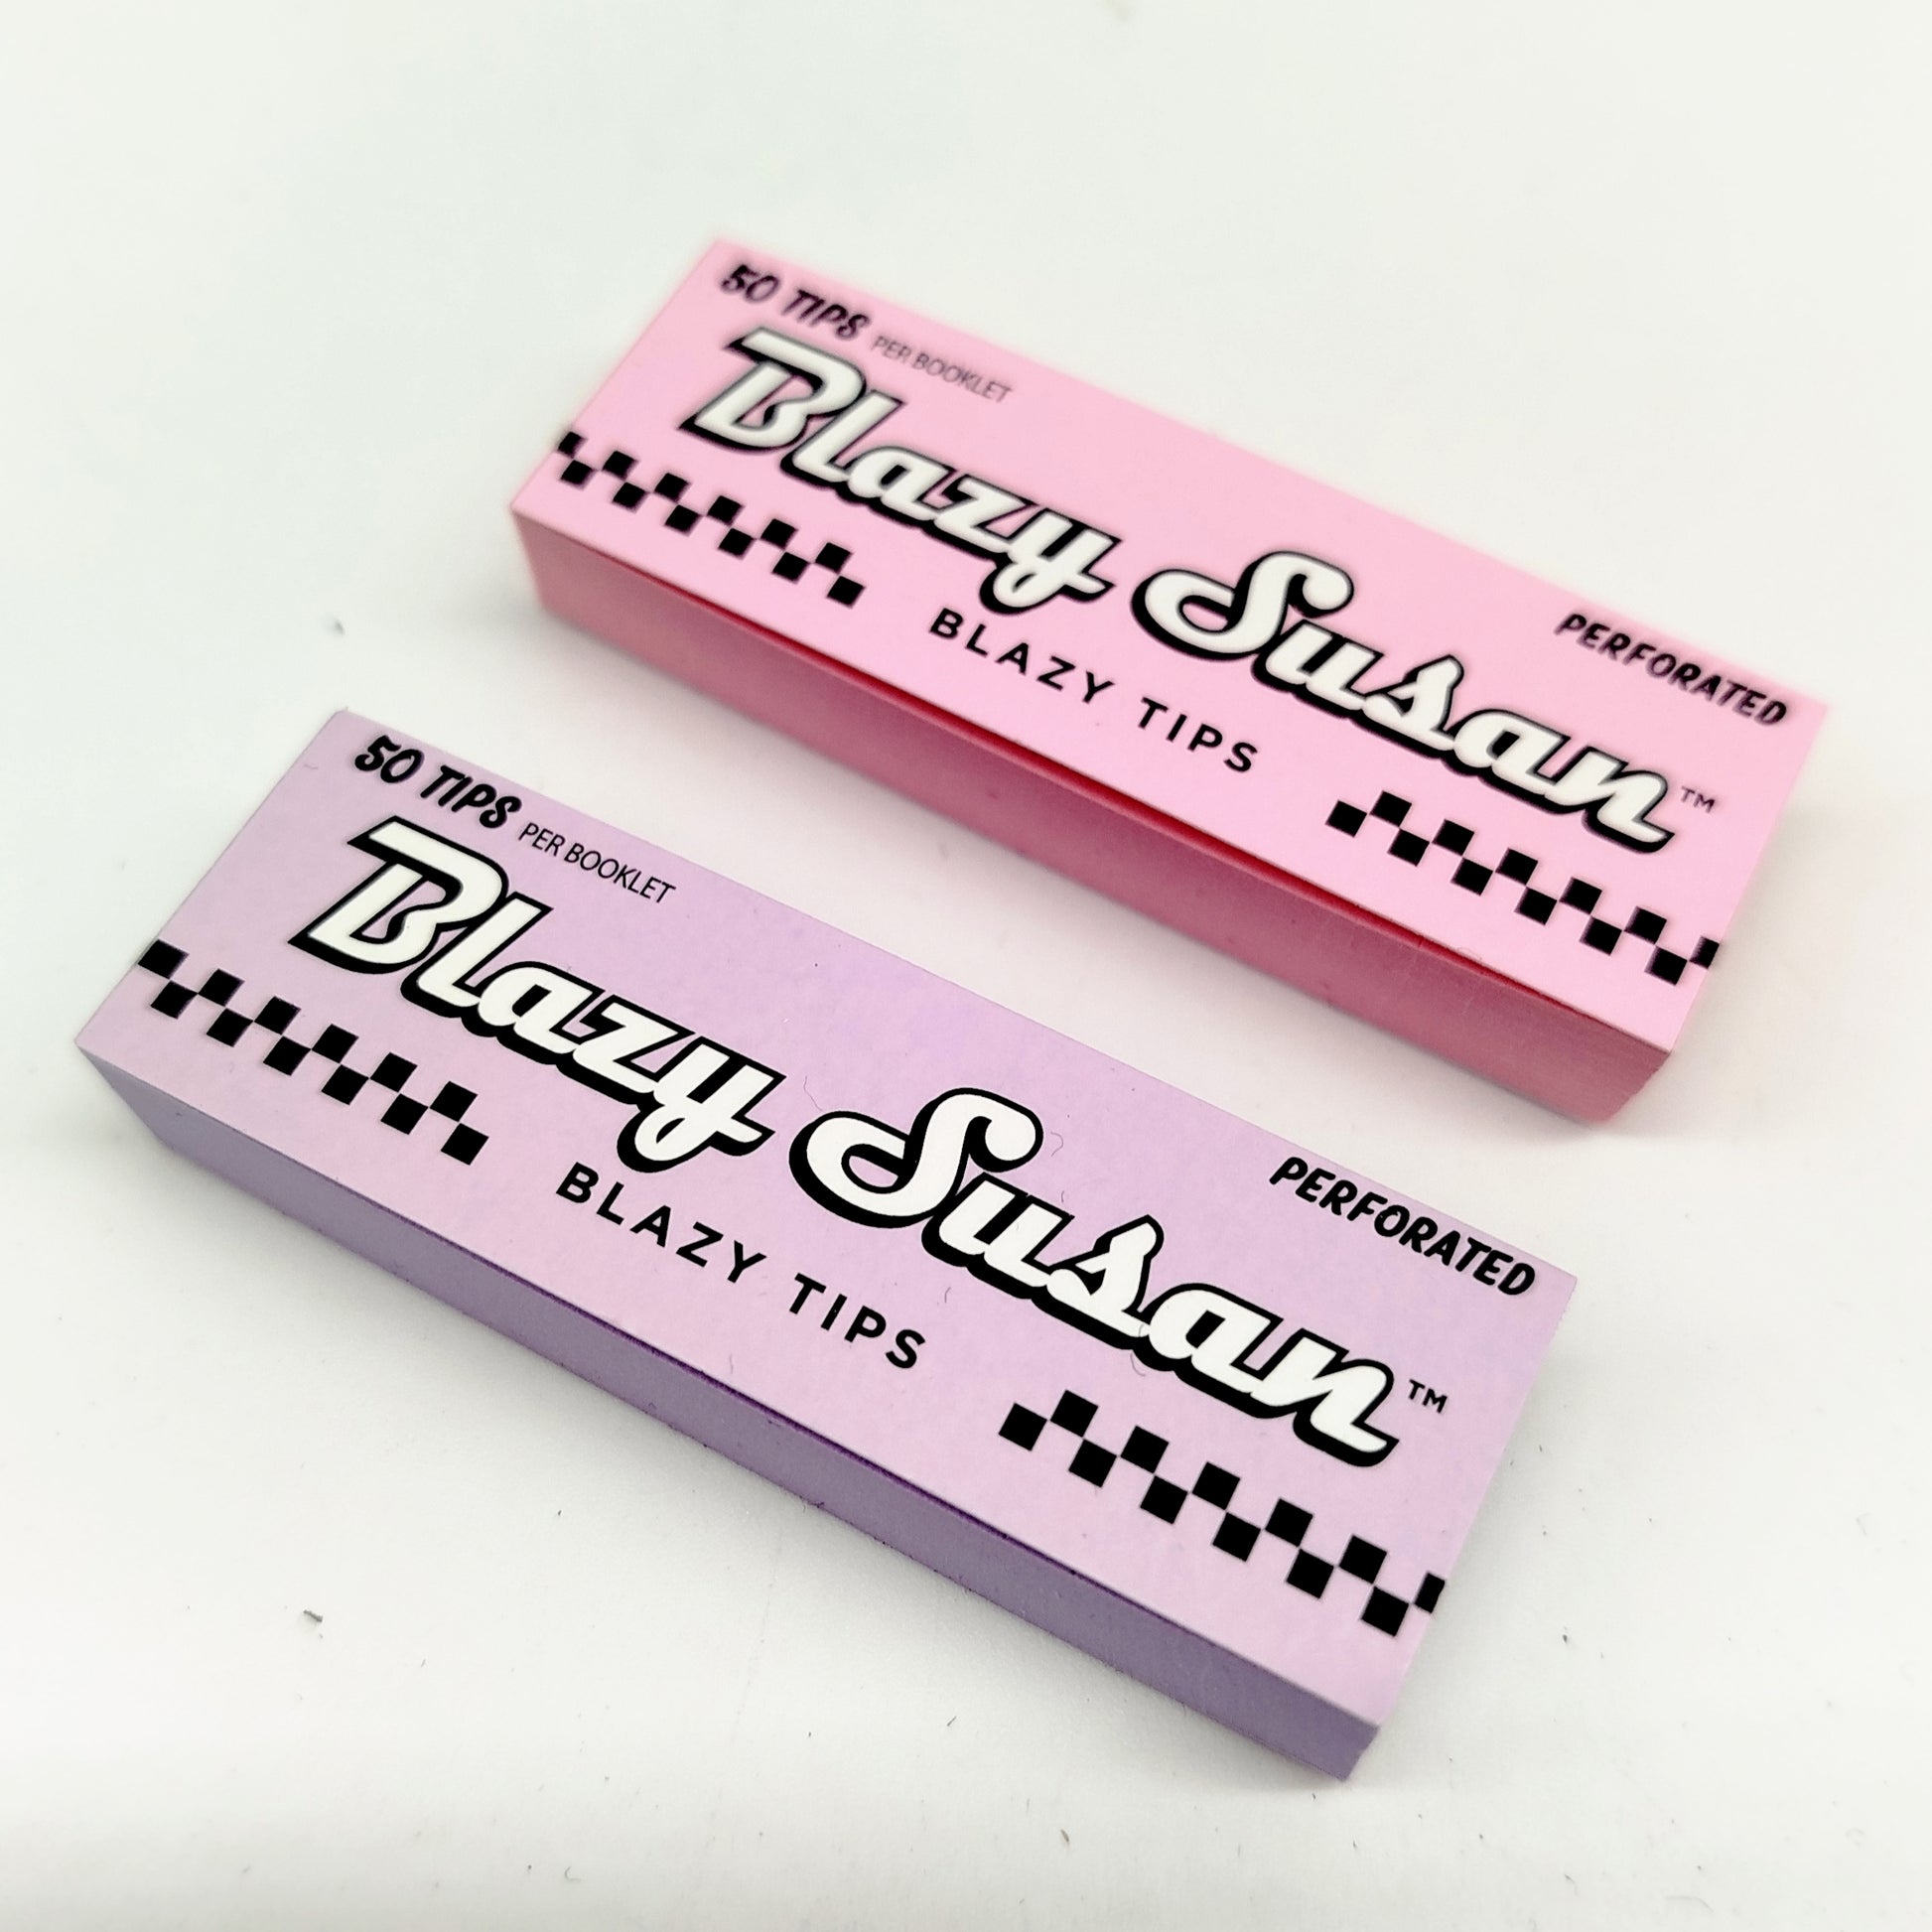 50 TIPS PER BOOKLET
Blazy Susan™
PERFORATED
BLAZY TIPS
50 TIPS PER BOOKLET
Blazy Susan™
PERFORATED
BLAZY TIPS